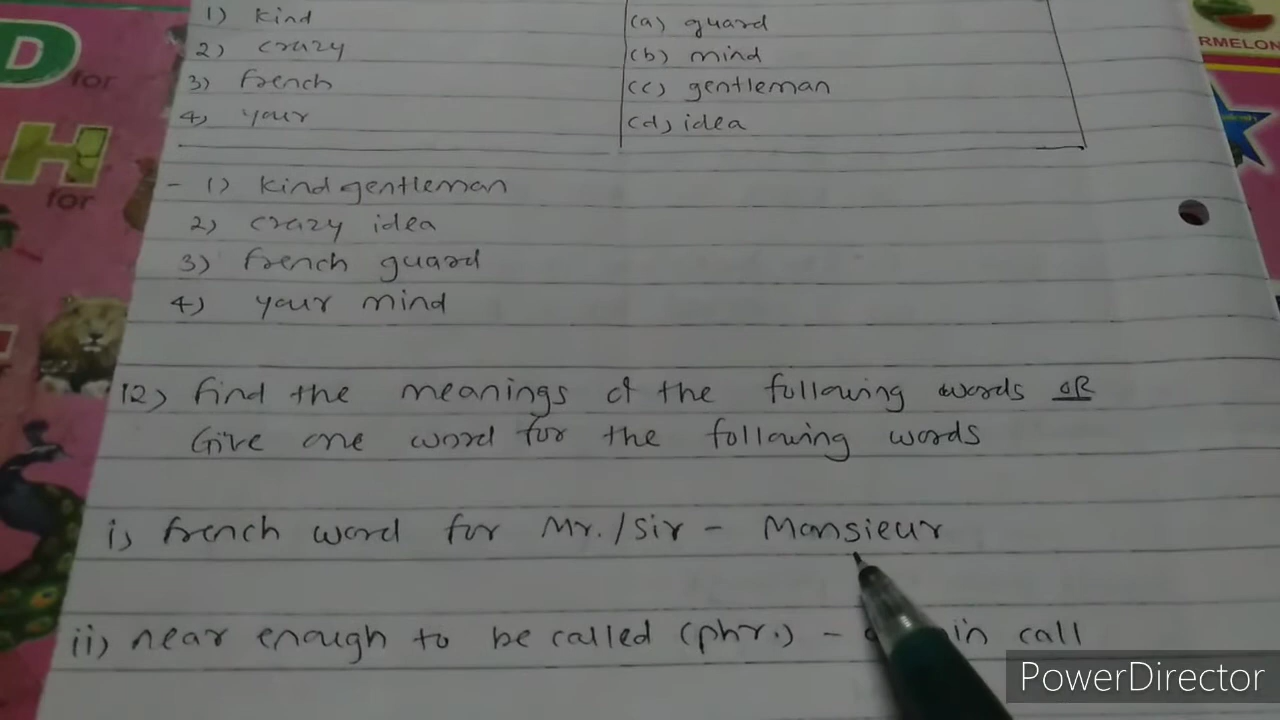 1) kind (a) guard
2) crazy (b) mind
3) french (c) gentleman
4) your (d) idea
- 1) kind gentleman
2) crazy idea
3) french guard
4) your mind
12) find the meanings of the following words OR
Give one word for the following words
i) french word for Mr./Sir - Monsieur
ii) near enough to be called (phr.) - in call
D
for
H
for
RMELON
PowerDirector